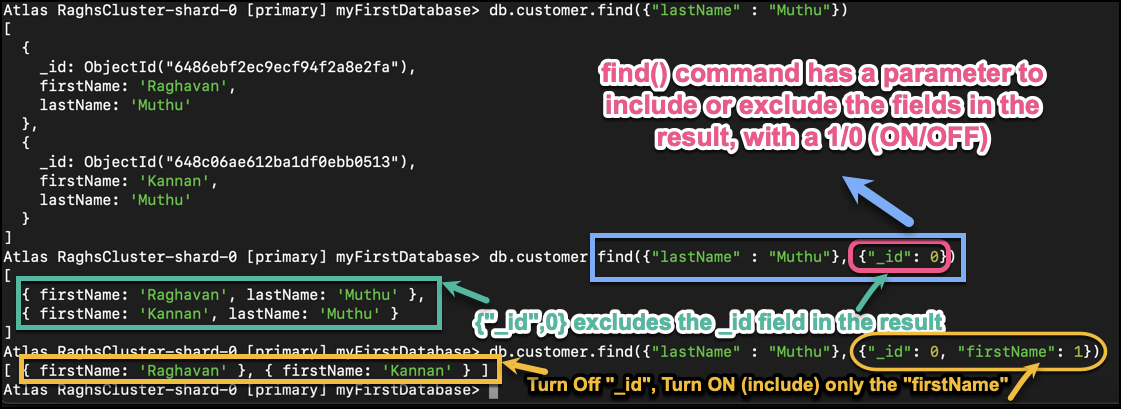 Atlas RaghsCluster-shard-0 [primary] myFirstDatabase> db.customer.find({"lastName" : "Muthu"})
[
{
_id: ObjectId("6486ebf2ec9ecf94f2a8e2fa"),
firstName: 'Raghavan',
lastName: 'Muthu'
},
{
_id: ObjectId("648c06ae612ba1df0ebb0513"),
firstName: 'Kannan',
lastName: 'Muthu'
}
]
find() command has a parameter to
include or exclude the fields in the
result, with a 1/0 (ON/OFF)
Atlas RaghsCluster-shard-0 [primary] myFirstDatabase> db.customer.find({"lastName" : "Muthu"}, {"_id": 0})
[
{ firstName: 'Raghavan', lastName: 'Muthu' },
{ firstName: 'Kannan', lastName: 'Muthu' }
]
{"_id",0} excludes the _id field in the result
Atlas RaghsCluster-shard-0 [primary] myFirstDatabase> db.customer.find({"lastName" : "Muthu"}, {"_id": 0, "firstName": 1})
[ { firstName: 'Raghavan' }, { firstName: 'Kannan' } ]
Turn Off "_id", Turn ON (include) only the "firstName"
Atlas RaghsCluster-shard-0 [primary] myFirstDatabase>